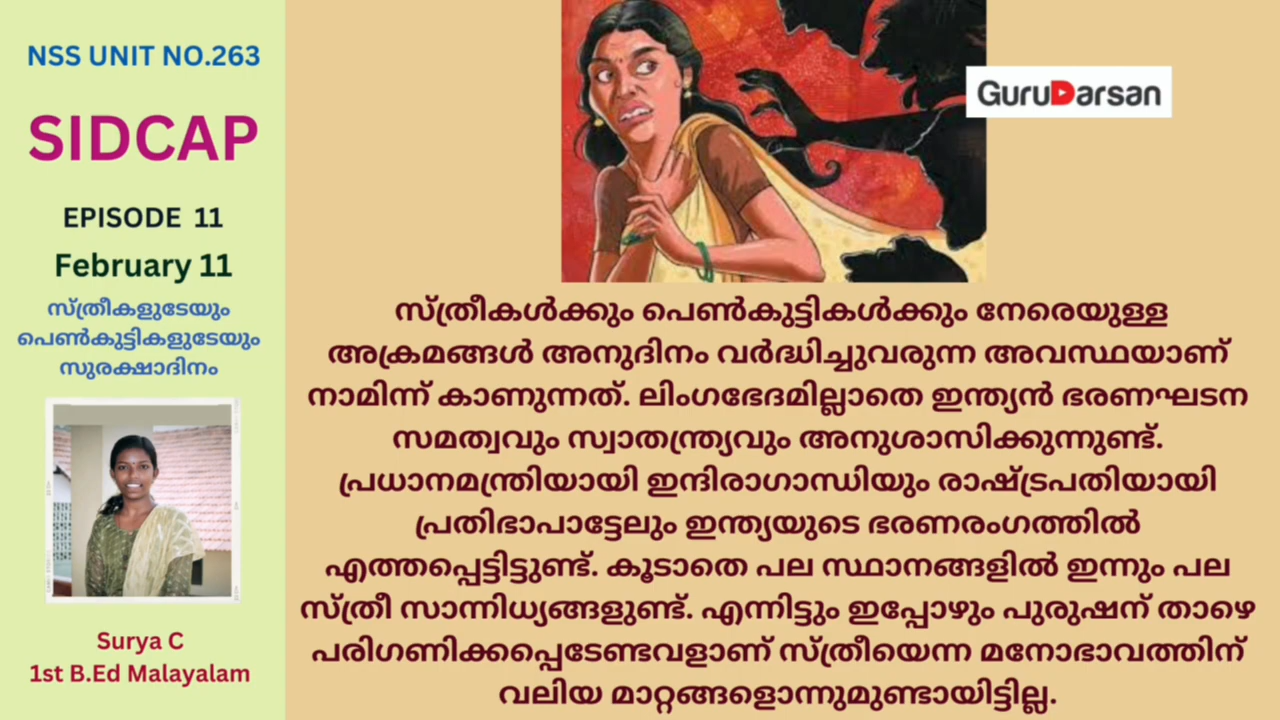 NSS UNIT NO.263
SIDCAP
EPISODE 11
February 11
സ്ത്രീകളുടേയും
പെൺകുട്ടികളുടേയും
സുരക്ഷാദിനം
Surya C
1st B.Ed Malayalam
GuruDarsan
സ്ത്രീകൾക്കും പെൺകുട്ടികൾക്കും നേരെയുള്ള
അക്രമങ്ങൾ അനുദിനം വർദ്ധിച്ചുവരുന്ന അവസ്ഥയാണ്
നാമിന്ന് കാണുന്നത്. ലിംഗഭേദമില്ലാതെ ഇന്ത്യൻ ഭരണഘടന
സമത്വവും സ്വാതന്ത്ര്യവും അനുശാസിക്കുന്നുണ്ട്.
പ്രധാനമന്ത്രിയായി ഇന്ദിരാഗാന്ധിയും രാഷ്ട്രപതിയായി
പ്രതിഭാപാട്ടേലും ഇന്ത്യയുടെ ഭരണരംഗത്തിൽ
എത്തപ്പെട്ടിട്ടുണ്ട്. കൂടാതെ പല സ്ഥാനങ്ങളിൽ ഇന്നും പല
സ്ത്രീ സാന്നിധ്യങ്ങളുണ്ട്. എന്നിട്ടും ഇപ്പോഴും പുരുഷന് താഴെ
പരിഗണിക്കപ്പെടേണ്ടവളാണ് സ്ത്രീയെന്ന മനോഭാവത്തിന്
വലിയ മാറ്റങ്ങളൊന്നുമുണ്ടായിട്ടില്ല.